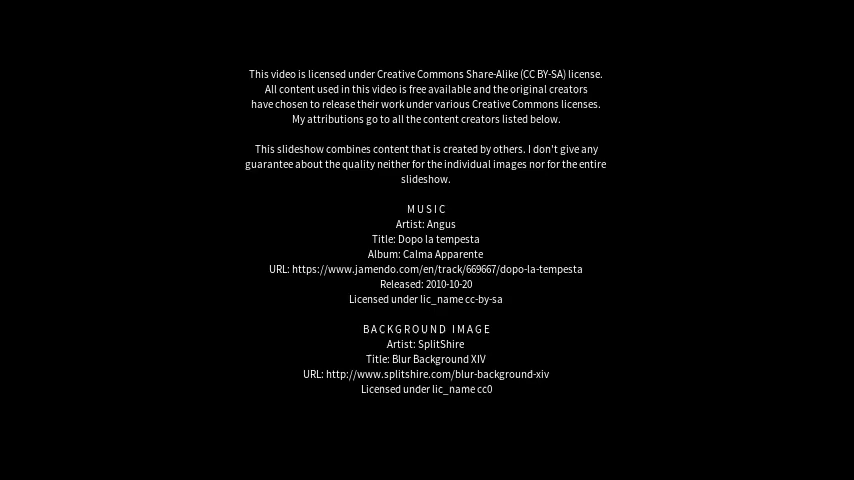 This video is licensed under Creative Commons Share-Alike (CC BY-SA) license.
All content used in this video is free available and the original creators
have chosen to release their work under various Creative Commons licenses.
My attributions go to all the content creators listed below.
This slideshow combines content that is created by others. I don't give any
guarantee about the quality neither for the individual images nor for the entire
slideshow.
MUSIC
Artist: Angus
Title: Dopo la tempesta
Album: Calma Apparente
URL: https://www.jamendo.com/en/track/669667/dopo-la-tempesta
Released: 2010-10-20
Licensed under lic_name cc-by-sa
BACKGROUND IMAGE
Artist: SplitShire
Title: Blur Background XIV
URL: http://www.splitshire.com/blur-background-xiv
Licensed under lic_name cc0